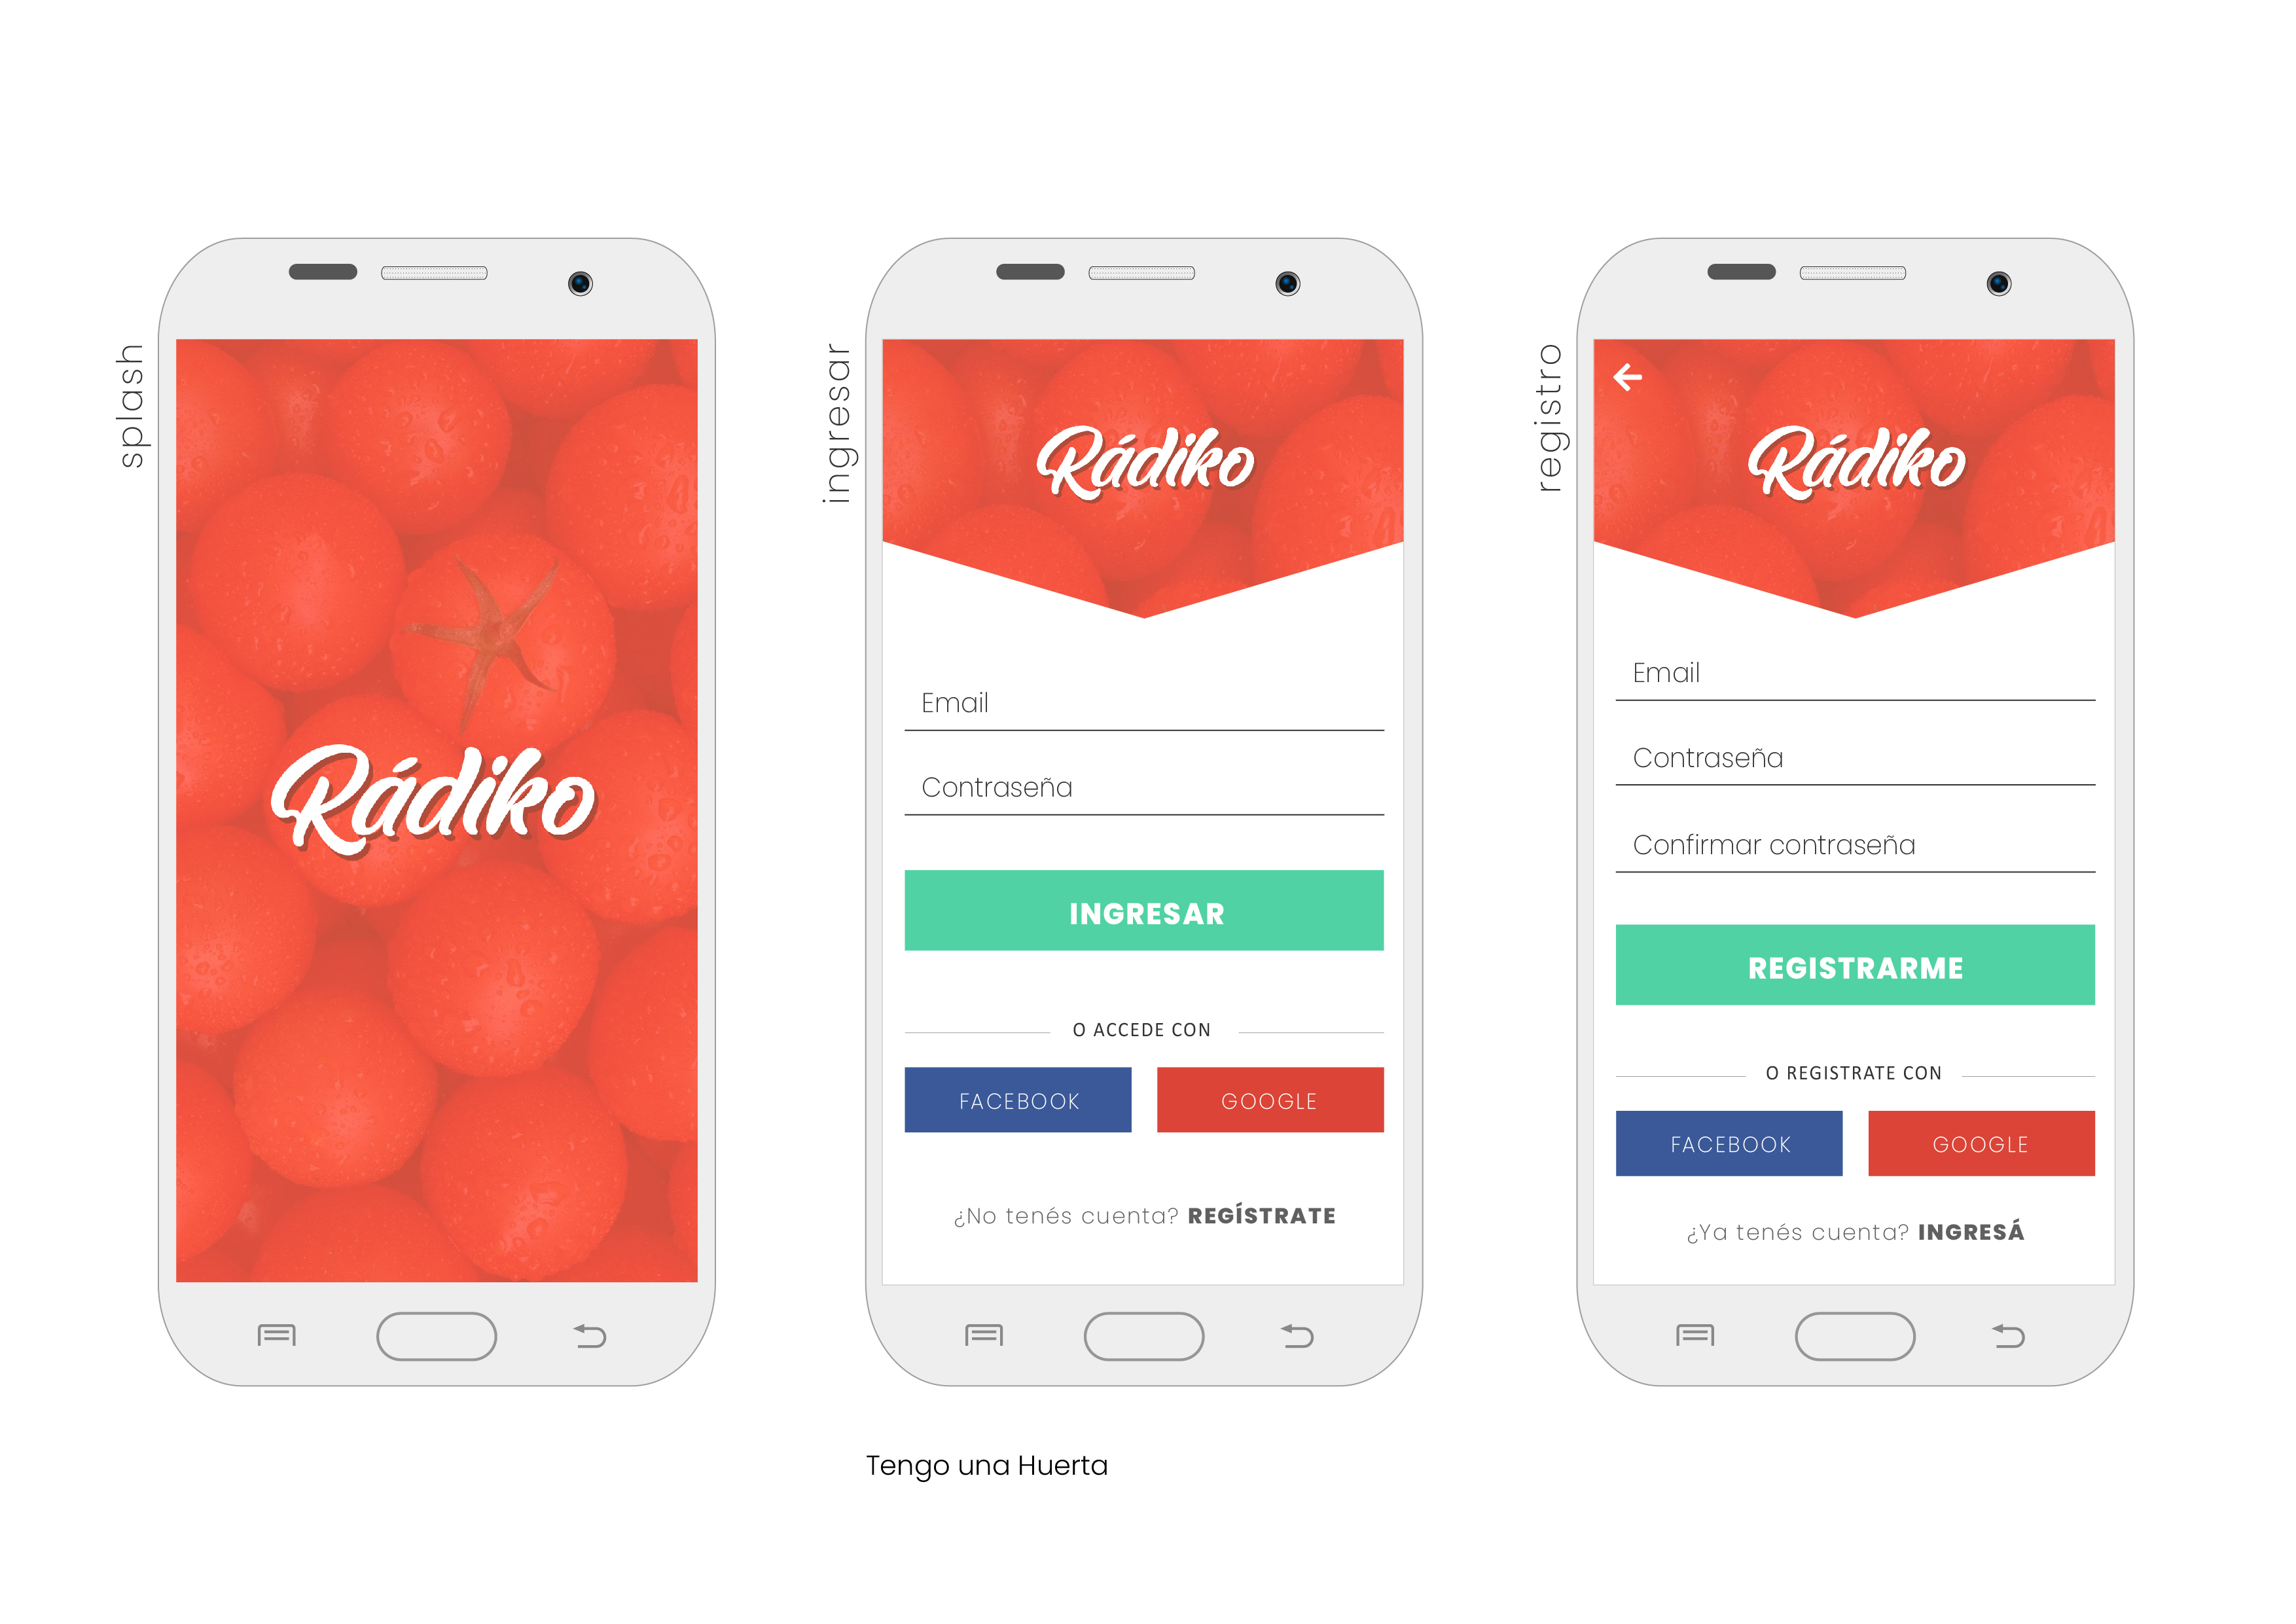 splash
Rádiko
ingresar
Rádiko
Email
Contraseña
INGRESAR
O ACCEDE CON
FACEBOOK
GOOGLE
¿No tenés cuenta? REGÍSTRATE
registro
Rádiko
Email
Contraseña
Confirmar contraseña
REGISTRARME
O REGISTRATE CON
FACEBOOK
GOOGLE
¿Ya tenés cuenta? INGRESÁ
Tengo una Huerta